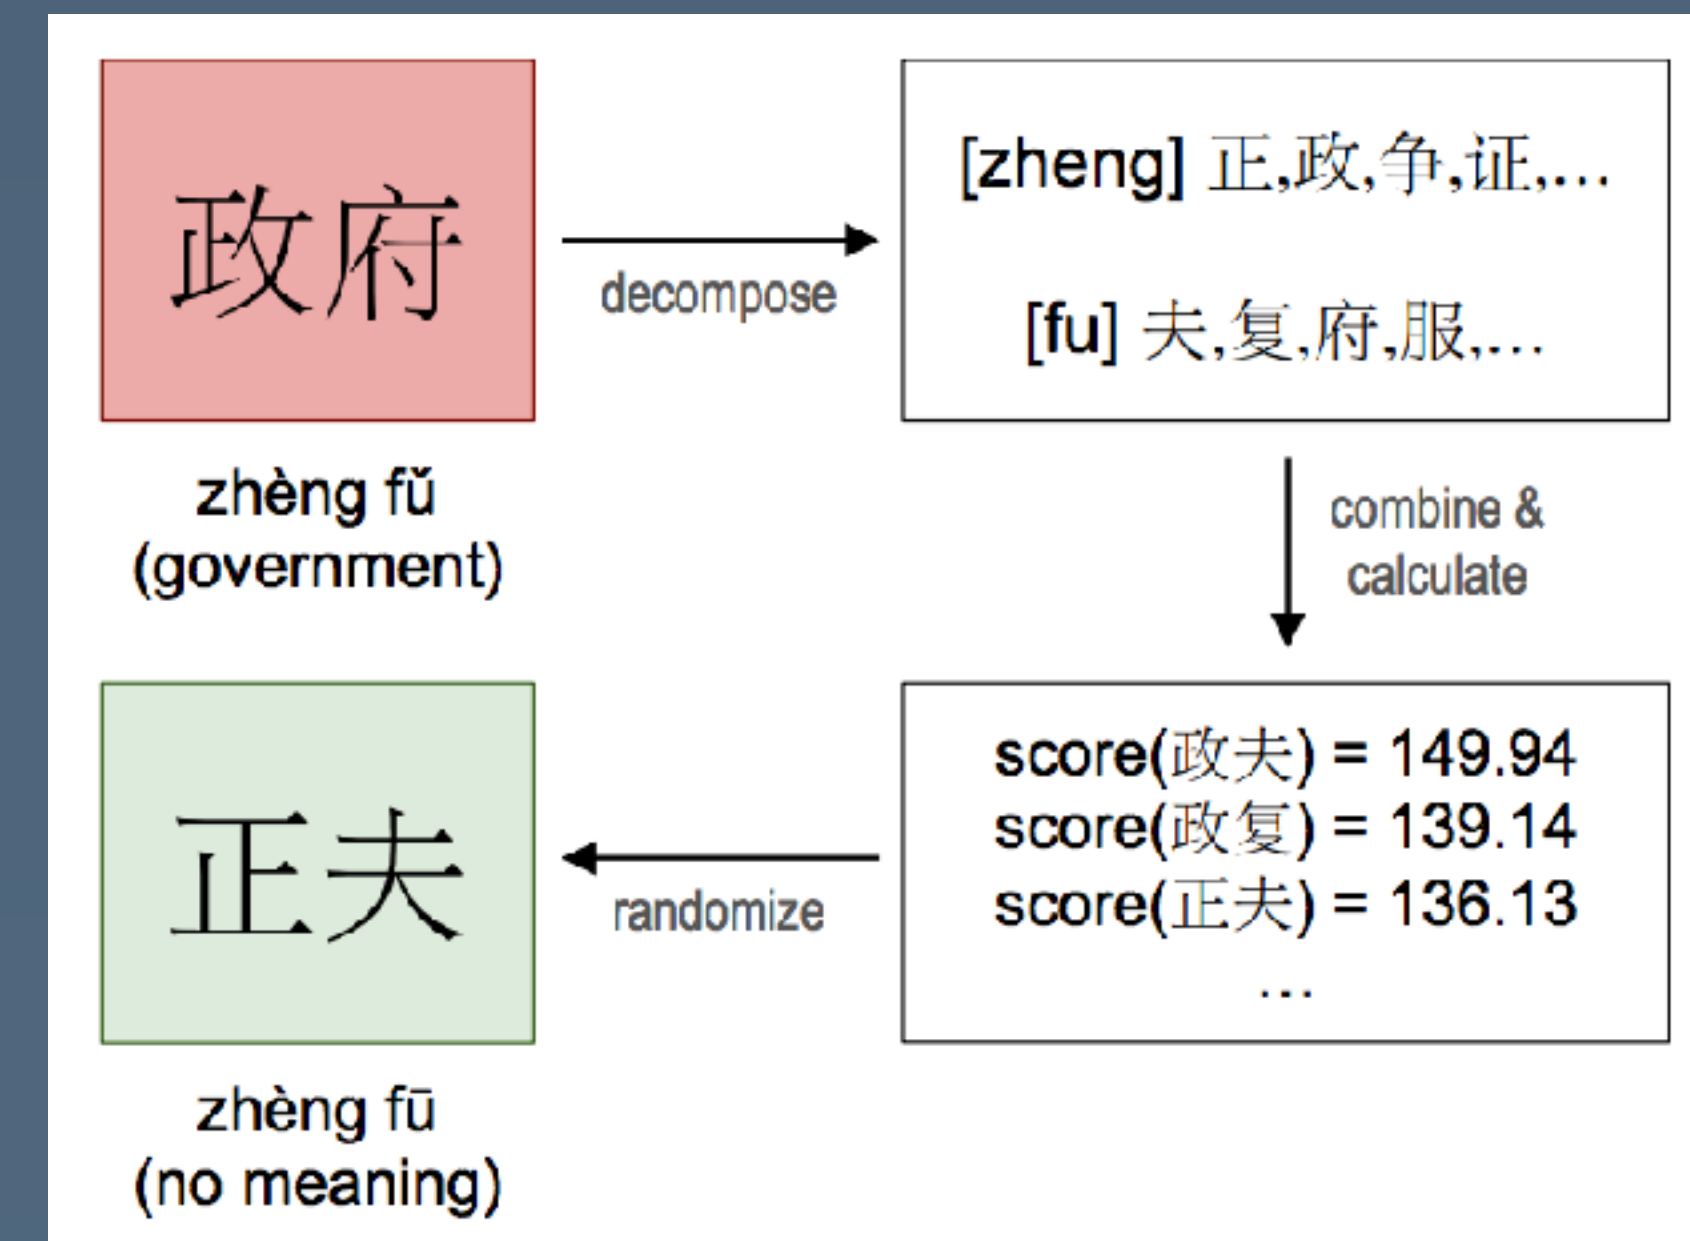 政府
zhèng fǔ
(government)
decompose
[zheng] 正,政,争,证,...
[fu] 夫,复,府,服,...
combine &
calculate
score(政夫) = 149.94
score(政复) = 139.14
score(正夫) = 136.13
...
randomize
正夫
zhèng fū
(no meaning)